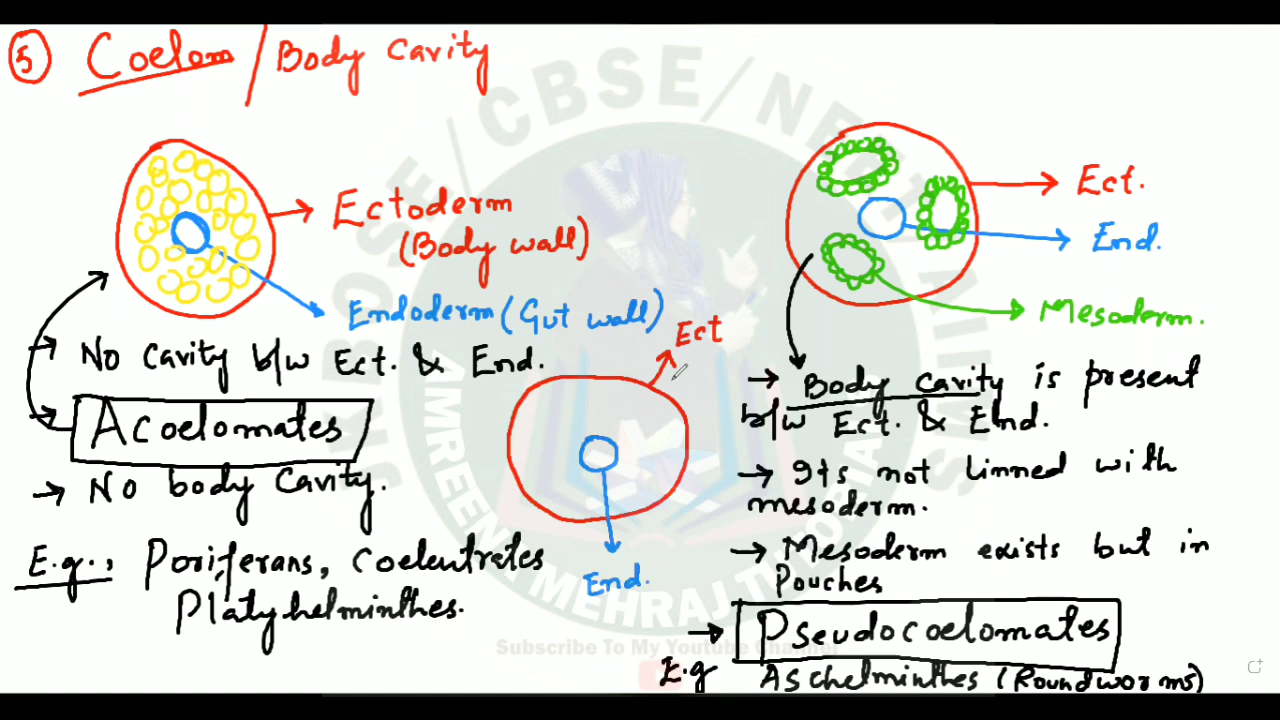 5 Coelom / Body Cavity
Ectoderm
(Body wall)
Endoderm (Gut wall)
→ No cavity b/w Ect. & End.
→ Acoelomates
→ No body Cavity.
E.g., Poriferans, Coelentrates
Platyhelminthes.
Ect
End.
Ect.
End.
Mesoderm.
→ Body cavity is present
b/w Ect. & End.
→ Its not linned with
mesoderm.
→ Mesoderm exists but in
Pouches
→ Pseudocoelomates
E.g Aschelminthes (Roundworms)
Subscribe To My Youtube Channel